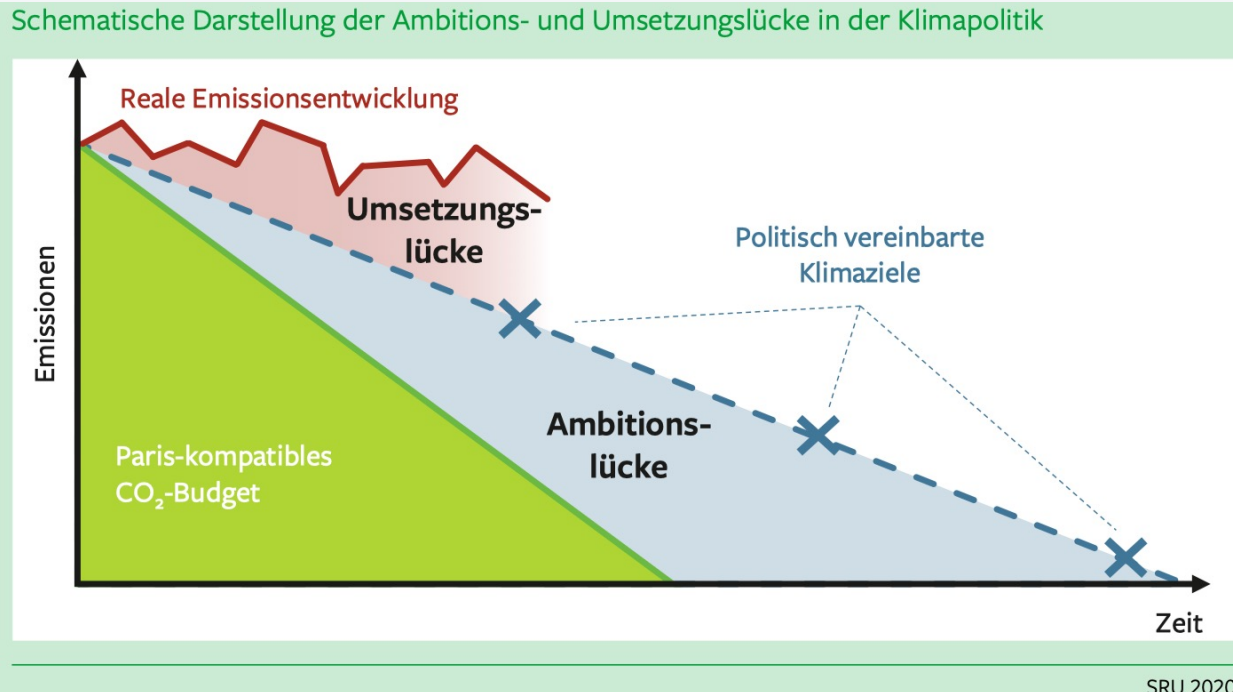 Schematische Darstellung der Ambitions- und Umsetzungslücke in der Klimapolitik
Reale Emissionsentwicklung
Umsetzungs-
lücke
Politisch vereinbarte
Klimaziele
Emissionen
Ambitions-
lücke
Paris-kompatibles
CO₂-Budget
Zeit
SRU 2020